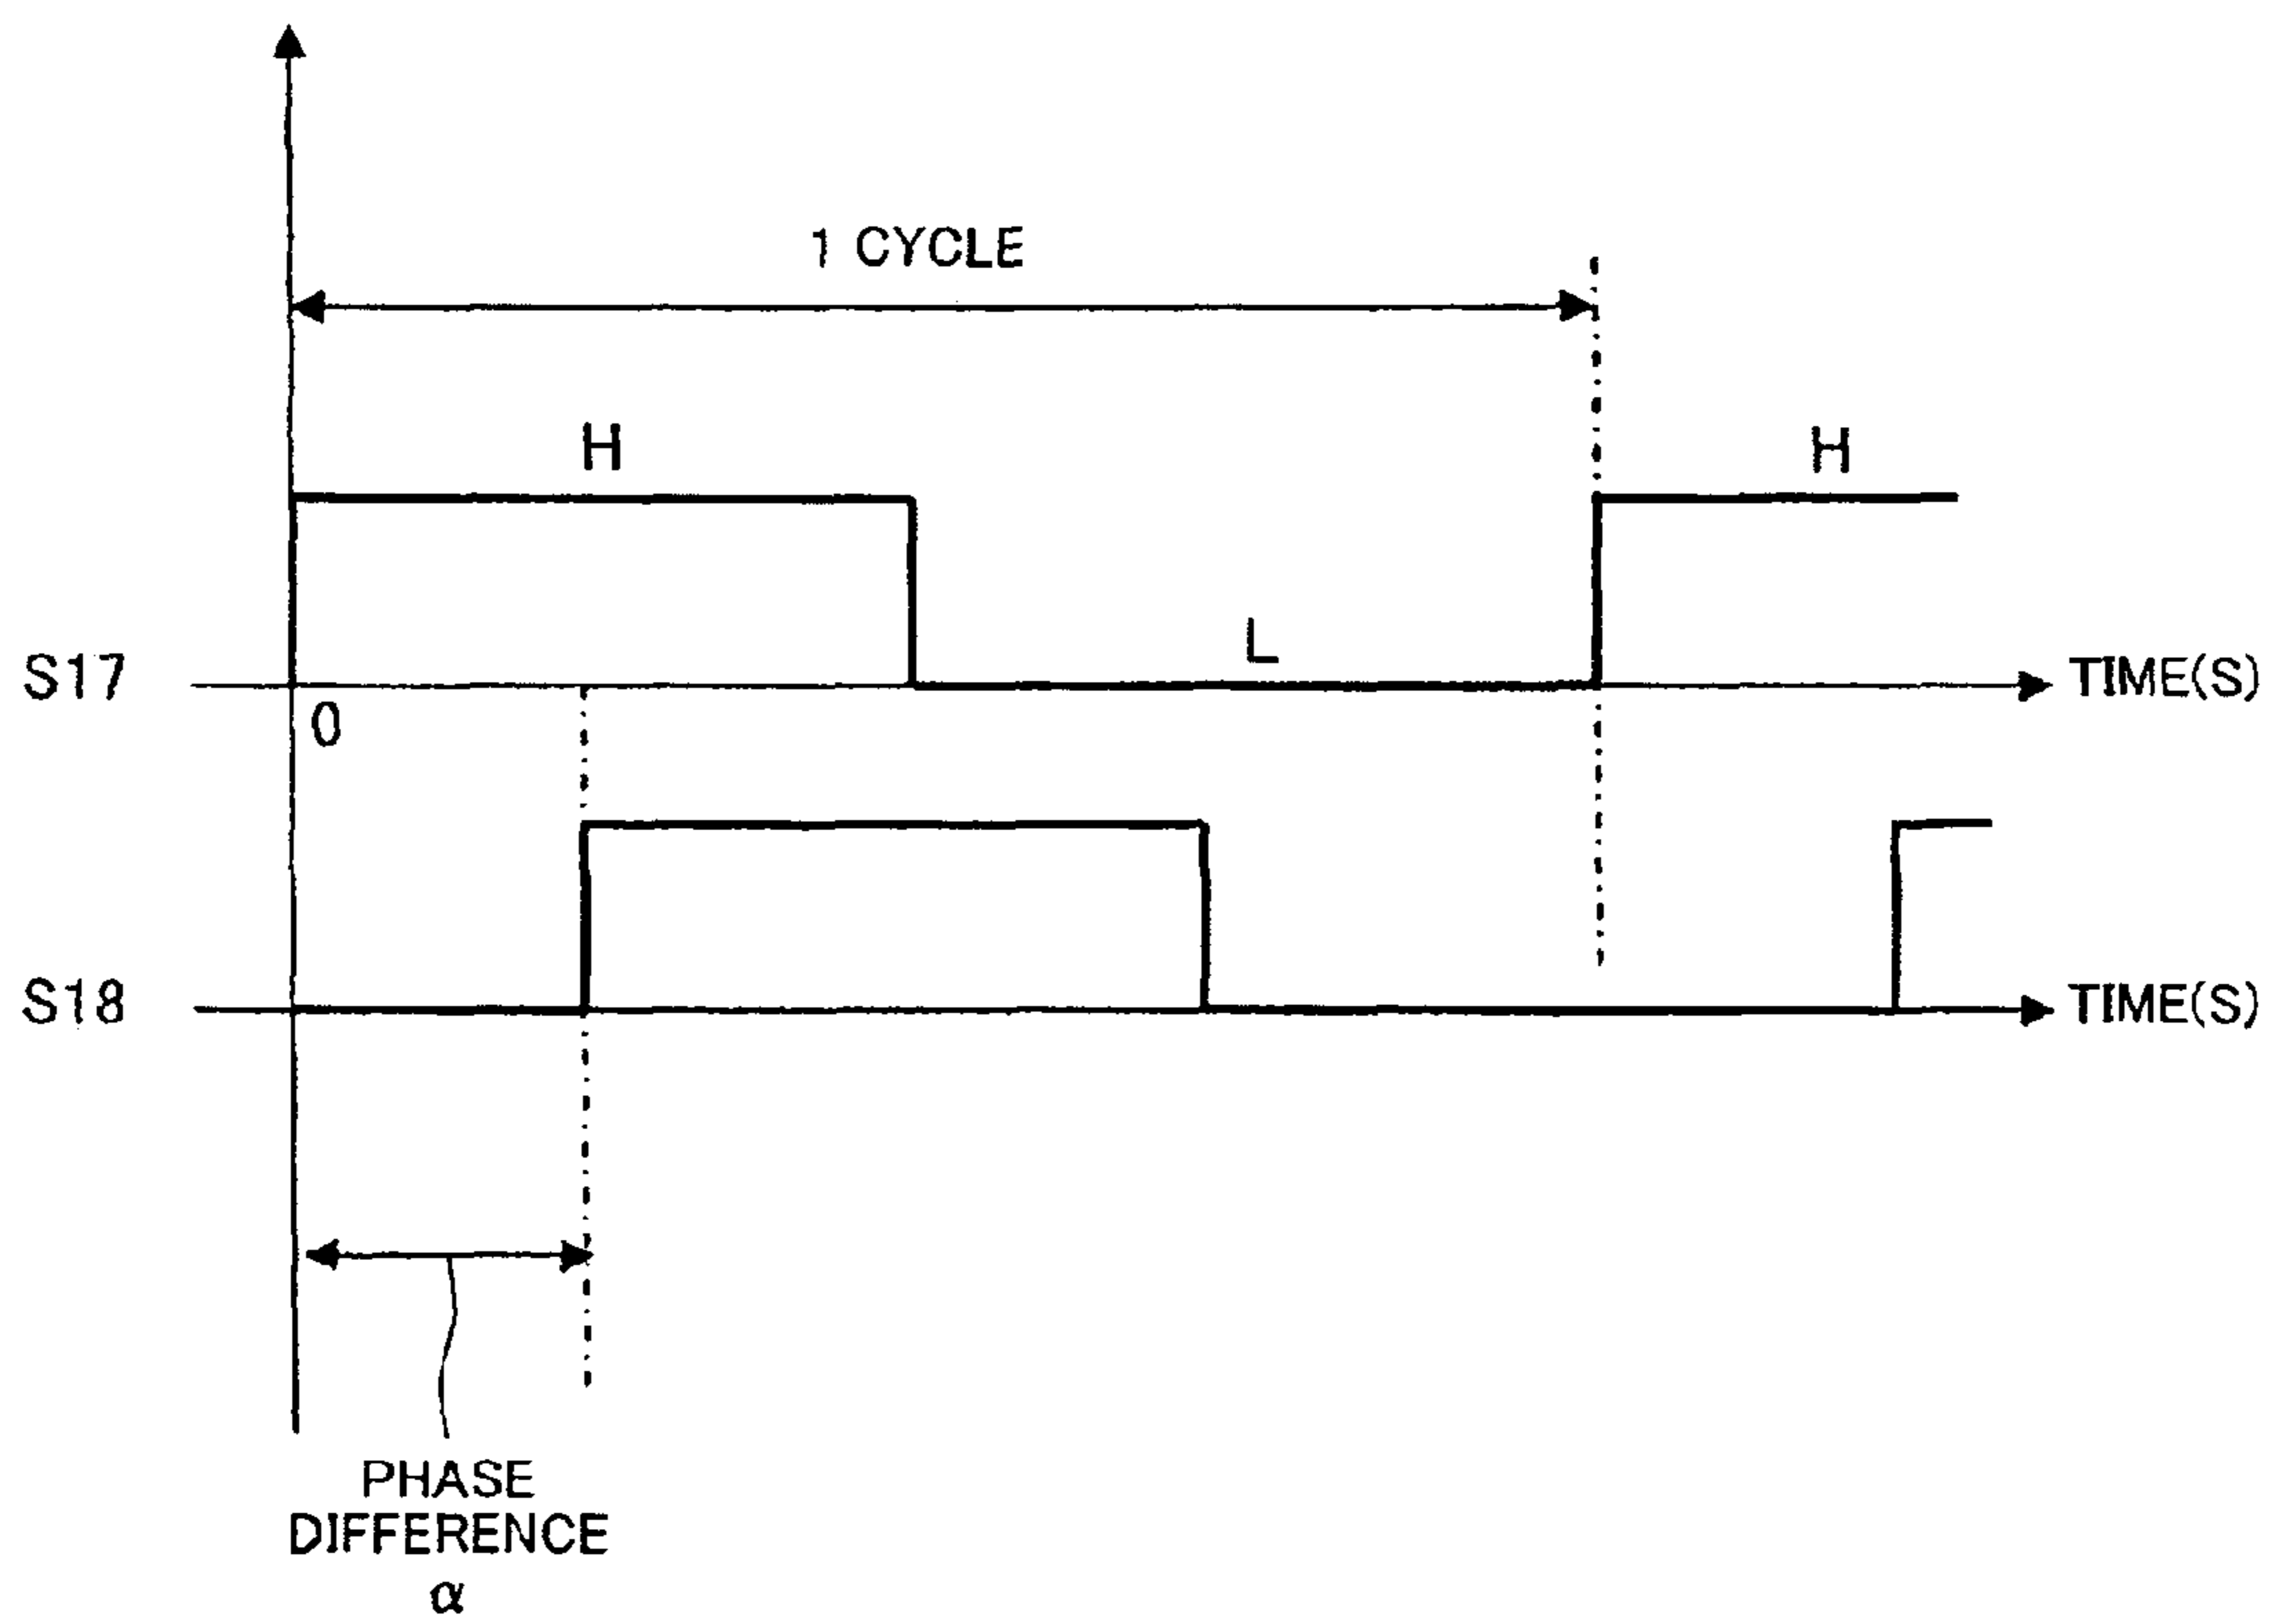 1 CYCLE
H
H
L
S17
TIME(S)
0
S18
TIME(S)
PHASE
DIFFERENCE
α